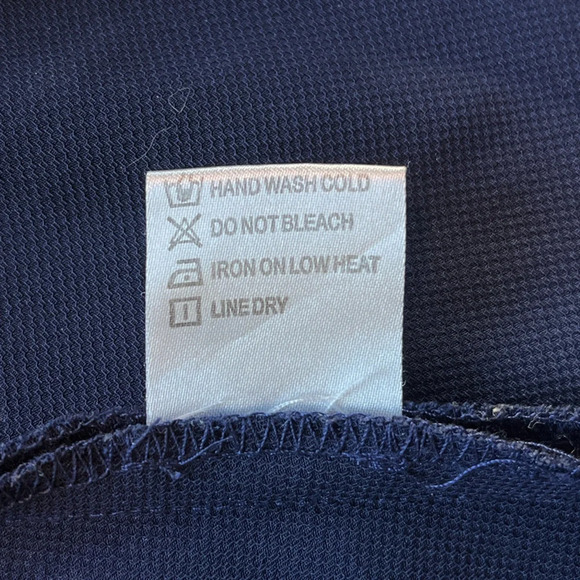 HAND WASH COLD
DO NOT BLEACH
IRON ON LOW HEAT
LINE DRY